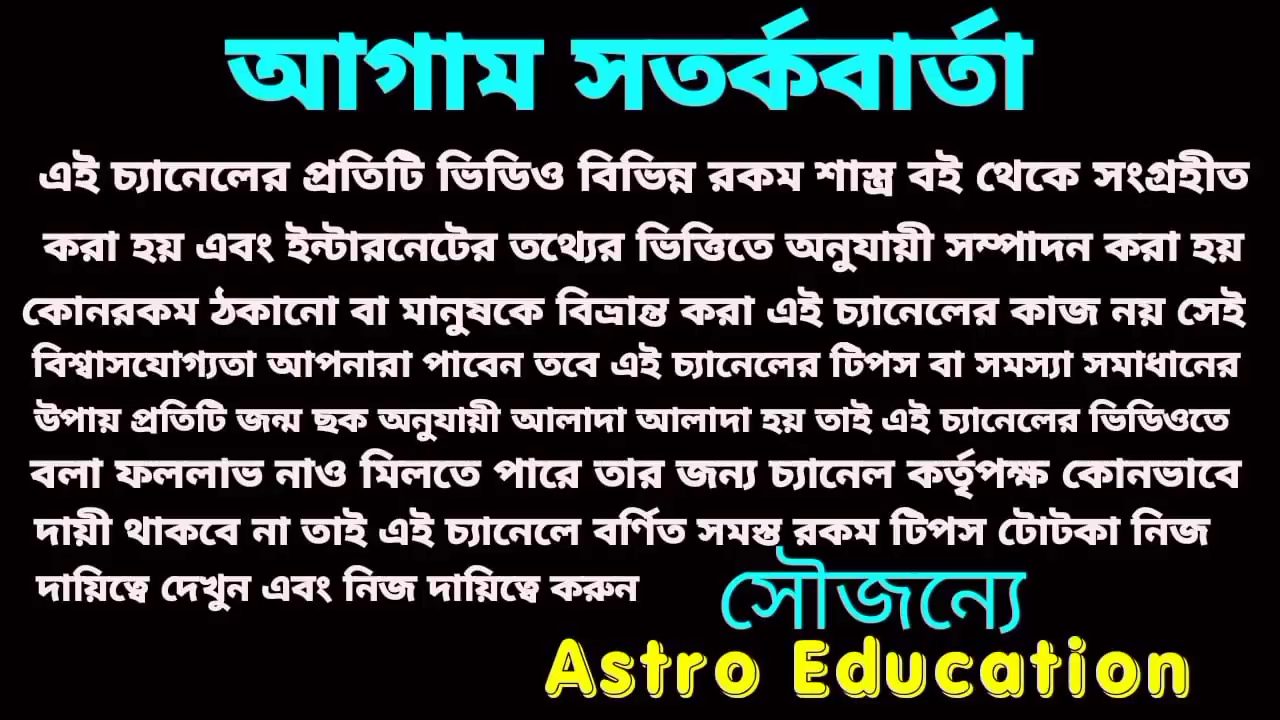 আগাম সতর্কবার্তা
এই চ্যানেলের প্রতিটি ভিডিও বিভিন্ন রকম শাস্ত্র বই থেকে সংগ্রহীত
করা হয় এবং ইন্টারনেটের তথ্যের ভিত্তিতে অনুযায়ী সম্পাদন করা হয়
কোনরকম ঠকানো বা মানুষকে বিভ্রান্ত করা এই চ্যানেলের কাজ নয় সেই
বিশ্বাসযোগ্যতা আপনারা পাবেন তবে এই চ্যানেলের টিপস বা সমস্যা সমাধানের
উপায় প্রতিটি জন্ম ছক অনুযায়ী আলাদা আলাদা হয় তাই এই চ্যানেলের ভিডিওতে
বলা ফললাভ নাও মিলতে পারে তার জন্য চ্যানেল কর্তৃপক্ষ কোনভাবে
দায়ী থাকবে না তাই এই চ্যানেলে বর্ণিত সমস্ত রকম টিপস টোটকা নিজ
দায়িত্বে দেখুন এবং নিজ দায়িত্বে করুন
সৌজন্যে
Astro Education